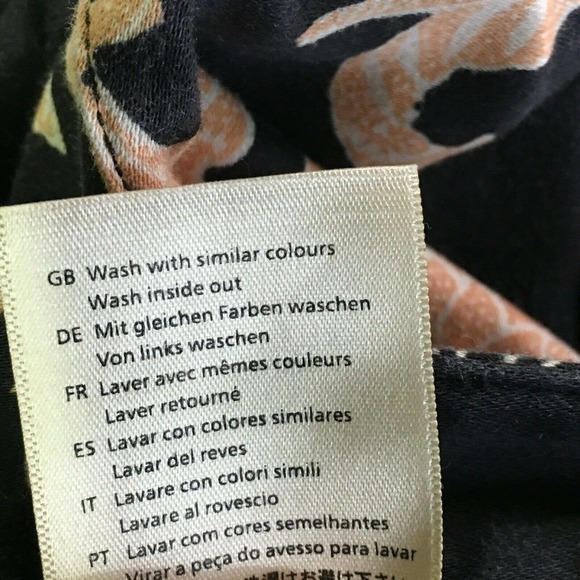 GB Wash with similar colours
Wash inside out
DE Mit gleichen Farben waschen
Von links waschen
FR Laver avec mêmes couleurs
Laver retourné
ES Lavar con colores similares
Lavar del reves
IT Lavare con colori simili
Lavare al rovescio
PT Lavar com cores semelhantes
Virar a peça do avesso para lavar